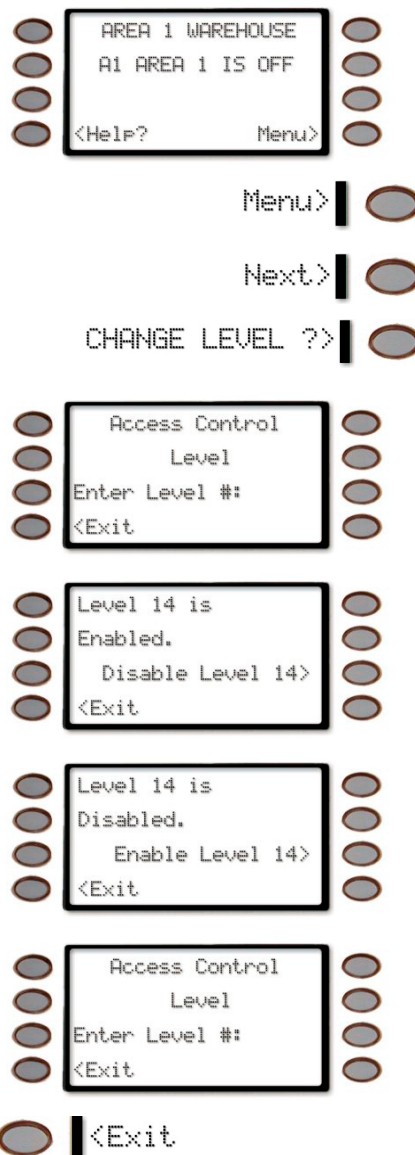 AREA 1 WAREHOUSE
A1 AREA 1 IS OFF
<Help? Menu>
Menu>
Next>
CHANGE LEVEL ?>
Access Control
Level
Enter Level #:
<Exit
Level 14 is
Enabled.
Disable Level 14>
<Exit
Level 14 is
Disabled.
Enable Level 14>
<Exit
Access Control
Level
Enter Level #:
<Exit
<Exit